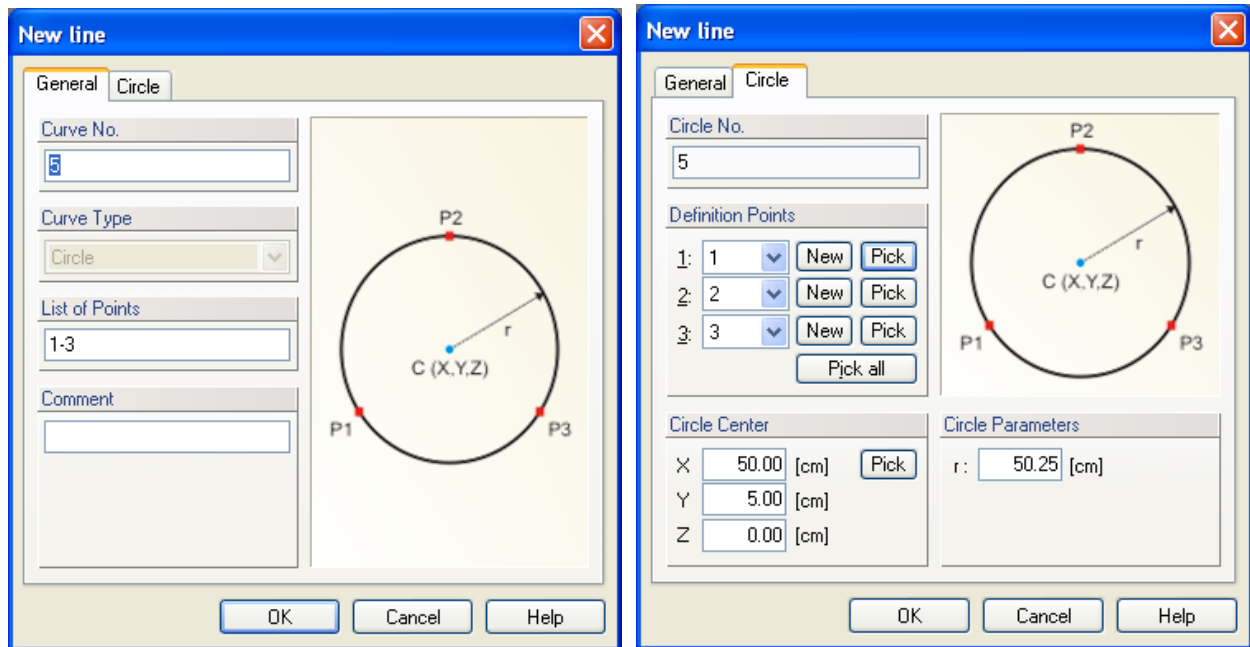 New line
General Circle
Curve No.
5
Curve Type
Circle
List of Points
1-3
Comment
P2
r
C (X,Y,Z)
P1 P3
OK Cancel Help
New line
General Circle
Circle No.
5
Definition Points
1: 1 New Pick
2: 2 New Pick
3: 3 New Pick
Pick all
P2
r
C (X,Y,Z)
P1 P3
Circle Center
X 50.00 [cm] Pick
Y 5.00 [cm]
Z 0.00 [cm]
Circle Parameters
r : 50.25 [cm]
OK Cancel Help